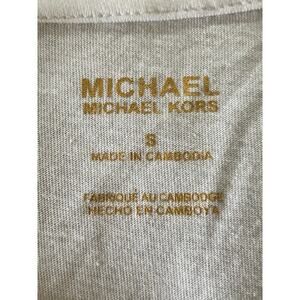 MICHAEL
MICHAEL KORS
S
MADE IN CAMBODIA
FABRIQUÉ AU CAMBODGE
HECHO EN CAMBOYA